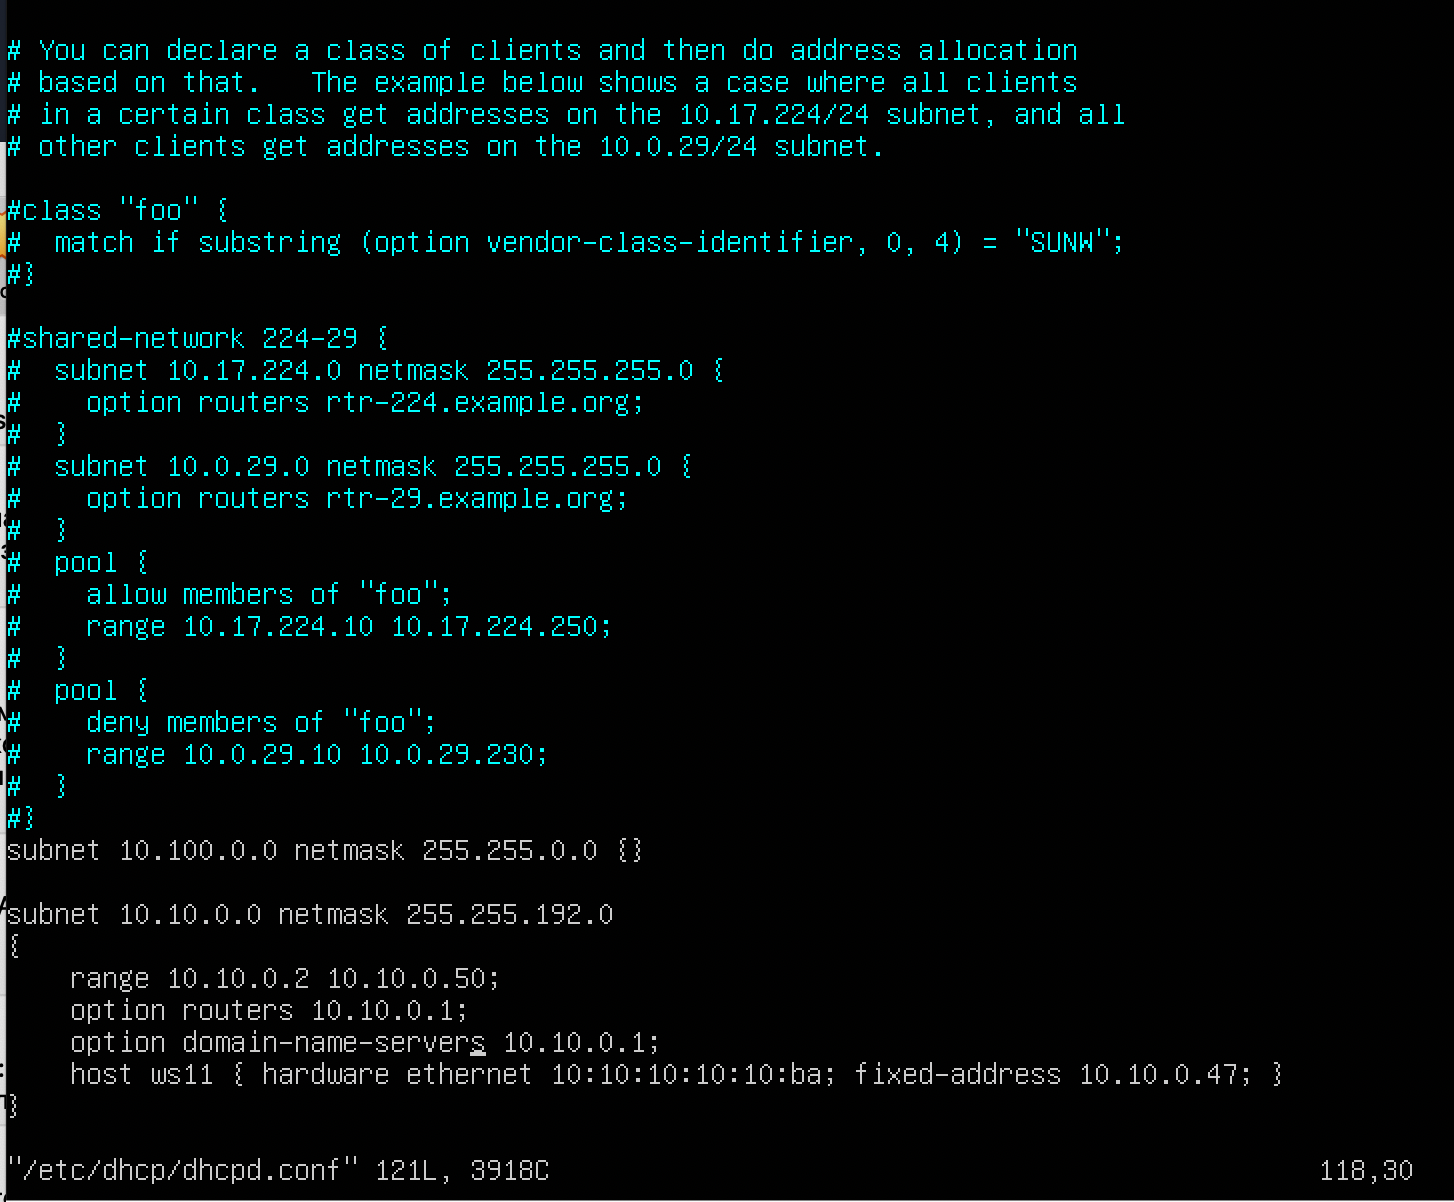 # You can declare a class of clients and then do address allocation
# based on that.   The example below shows a case where all clients
# in a certain class get addresses on the 10.17.224/24 subnet, and all
# other clients get addresses on the 10.0.29/24 subnet.
#class "foo" {
#  match if substring (option vendor-class-identifier, 0, 4) = "SUNW";
#}
#shared-network 224-29 {
#  subnet 10.17.224.0 netmask 255.255.255.0 {
#    option routers rtr-224.example.org;
#  }
#  subnet 10.0.29.0 netmask 255.255.255.0 {
#    option routers rtr-29.example.org;
#  }
#  pool {
#    allow members of "foo";
#    range 10.17.224.10 10.17.224.250;
#  }
#  pool {
#    deny members of "foo";
#    range 10.0.29.10 10.0.29.230;
#  }
#}
subnet 10.100.0.0 netmask 255.255.0.0 {}
subnet 10.10.0.0 netmask 255.255.192.0
{
    range 10.10.0.2 10.10.0.50;
    option routers 10.10.0.1;
    option domain-name-servers 10.10.0.1;
    host ws11 { hardware ethernet 10:10:10:10:10:ba; fixed-address 10.10.0.47; }
}
"/etc/dhcp/dhcpd.conf" 121L, 3918C 118,30